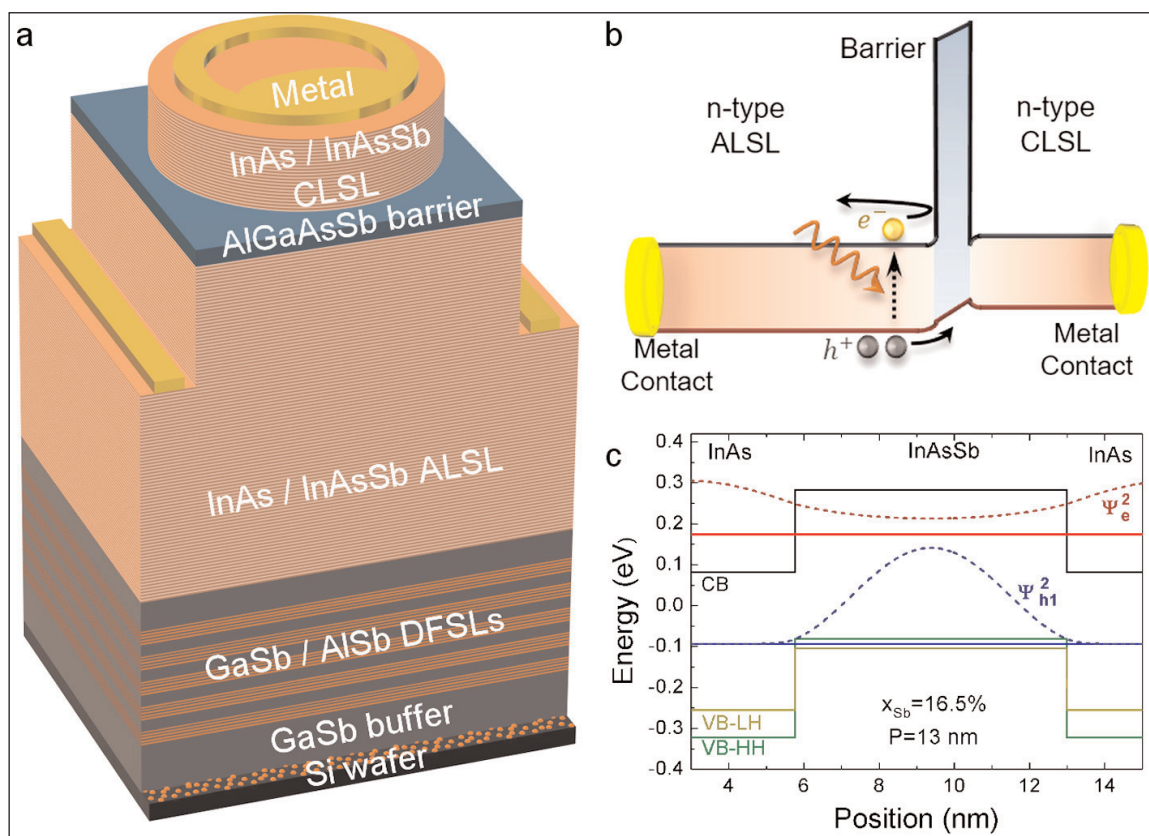 a
Metal
InAs / InAsSb
CLSL
AlGaAsSb barrier
InAs / InAsSb ALSL
GaSb / AlSb DFSLs
GaSb buffer
Si wafer
b
Barrier
n-type
ALSL
n-type
CLSL
e⁻
h⁺
Metal
Contact
Metal
Contact
c
InAs
InAsSb
InAs
Ψ²e
CB
Ψ²h1
VB-LH
VB-HH
xSb=16.5%
P=13 nm
0.4
0.3
0.2
0.1
0.0
-0.1
-0.2
-0.3
-0.4
Energy (eV)
4 6 8 10 12 14
Position (nm)